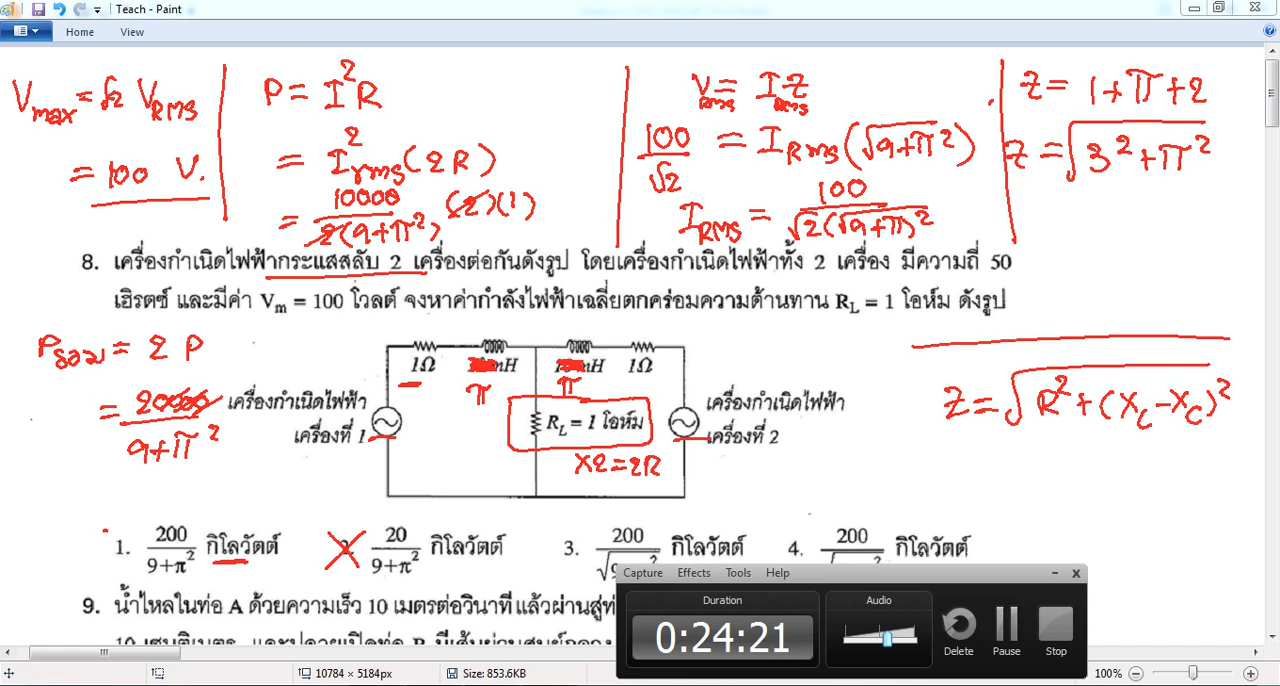 Teach - Paint
Home View
V max = √2 V RMS
= 100 V.
P = I²R
= I² rms (2R)
= 10000 / 2(9+π²) (2)(1)
V rms = I rms Z
100/√2 = I Rms (√9+π²)
I RMS = 100 / √2(√9+π)²
Z = 1+π+2
Z = √3²+π²
8. เครื่องกำเนิดไฟฟ้ากระแสสลับ 2 เครื่องต่อกันดังรูป โดยเครื่องกำเนิดไฟฟ้าทั้ง 2 เครื่อง มีความถี่ 50
เฮิรตซ์ และมีค่า Vm = 100 โวลต์ จงหาค่ากำลังไฟฟ้าเฉลี่ยตกคร่อมความต้านทาน RL = 1 โอห์ม ดังรูป
P รวม = 2 P
= 20000 / 9+π²
1Ω mH mH 1Ω
π π
เครื่องกำเนิดไฟฟ้า
เครื่องที่ 1
RL = 1 โอห์ม
×2=2R
เครื่องกำเนิดไฟฟ้า
เครื่องที่ 2
Z = √R²+(XL-XC)²
1. 200/9+π² กิโลวัตต์ 20/9+π² กิโลวัตต์ 3. 200/√9 กิโลวัตต์ 4. 200/√ กิโลวัตต์
9. น้ำไหลในท่อ A ด้วยความเร็ว 10 เมตรต่อวินาที แล้วผ่านสู่ท่
Capture Effects Tools Help
Duration
0:24:21
Audio
Delete Pause Stop
10784 × 5184px
Size: 853.6KB
100%